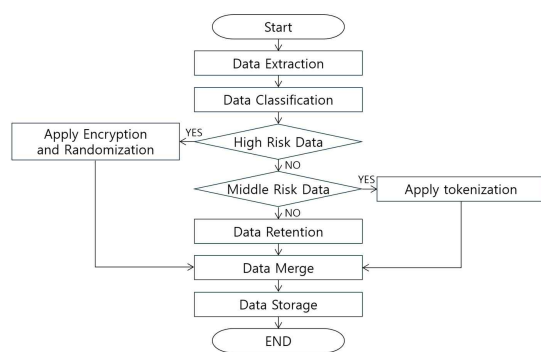 Start
Data Extraction
Data Classification
Apply Encryption
and Randomization
YES
High Risk Data
NO
Middle Risk Data
YES
Apply tokenization
NO
Data Retention
Data Merge
Data Storage
END